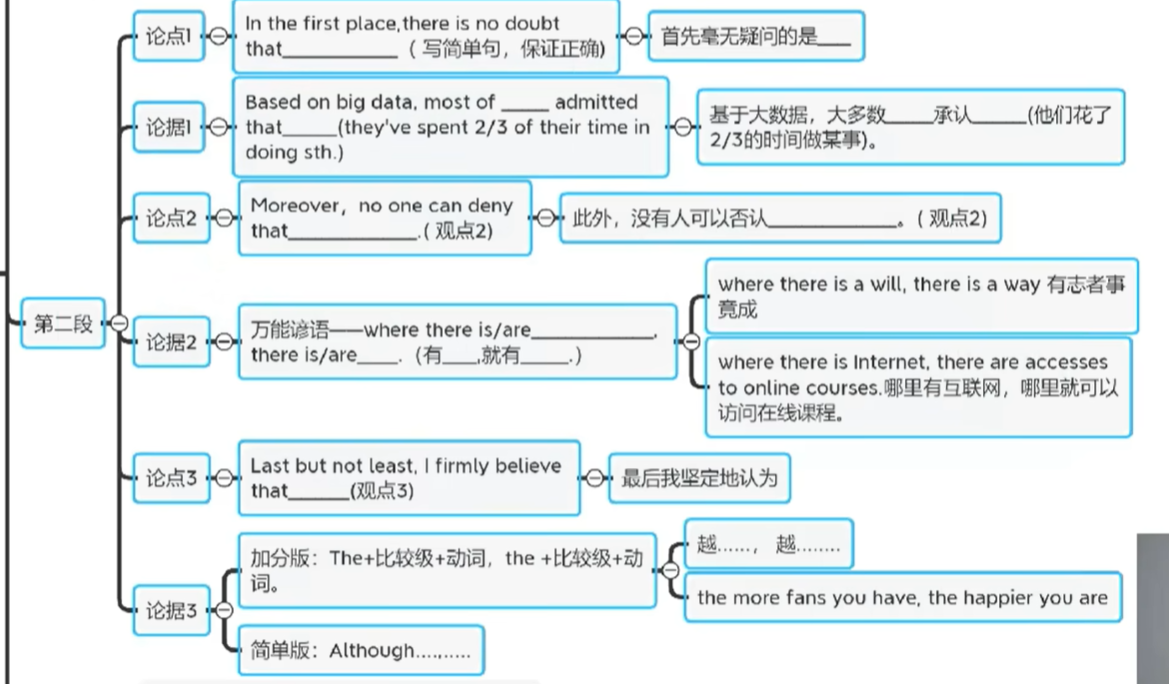 第二段
论点1
In the first place,there is no doubt
that___________ ( 写简单句，保证正确)
首先毫无疑问的是___
论据1
Based on big data, most of ____ admitted
that_____(they've spent 2/3 of their time in
doing sth.)
基于大数据，大多数____承认_____(他们花了
2/3的时间做某事)。
论点2
Moreover，no one can deny
that____________.( 观点2)
此外，没有人可以否认____________。( 观点2)
论据2
万能谚语——where there is/are____________,
there is/are____.（有___,就有____.）
where there is a will, there is a way 有志者事
竟成
where there is Internet, there are accesses
to online courses.哪里有互联网，哪里就可以
访问在线课程。
论点3
Last but not least, I firmly believe
that______(观点3)
最后我坚定地认为
论据3
加分版：The+比较级+动词，the +比较级+动
词。
越......， 越........
the more fans you have, the happier you are
简单版：Although....,.....